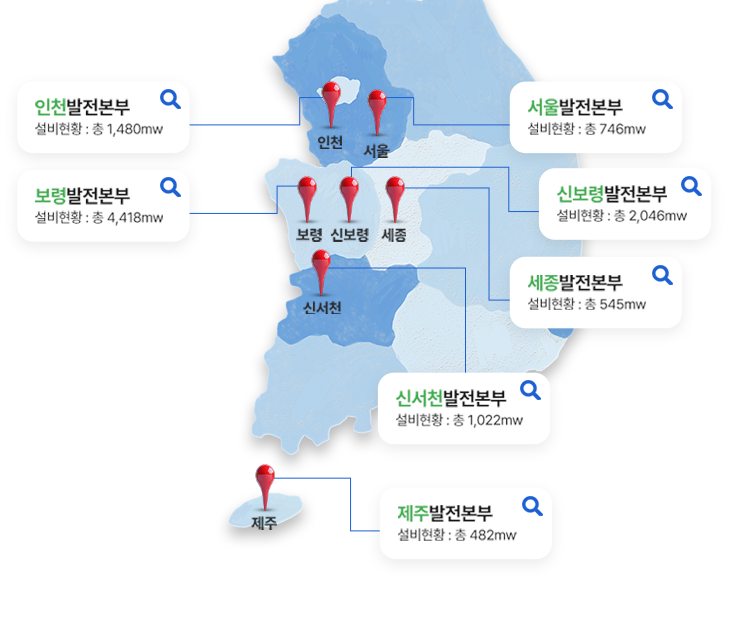 인천발전본부
설비현황 : 총 1,480mw
서울발전본부
설비현황 : 총 746mw
인천
서울
보령발전본부
설비현황 : 총 4,418mw
신보령발전본부
설비현황 : 총 2,046mw
보령
신보령
세종
세종발전본부
설비현황 : 총 545mw
신서천
신서천발전본부
설비현황 : 총 1,022mw
제주발전본부
설비현황 : 총 482mw
제주